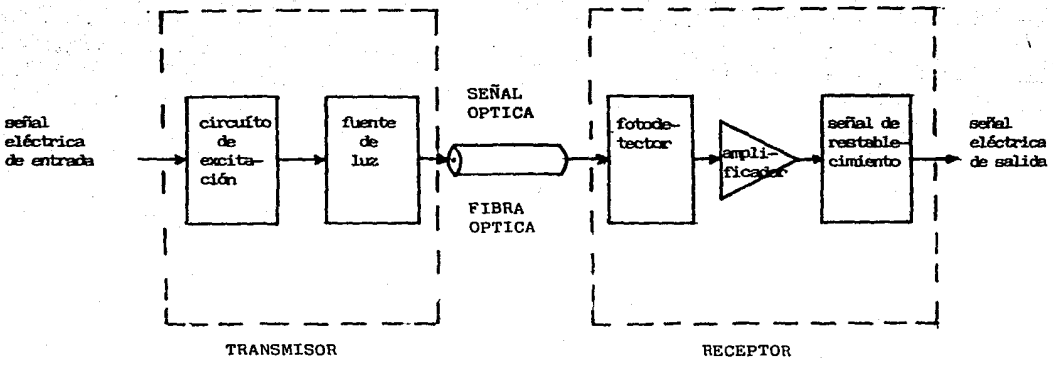 señal
eléctrica
de entrada
circuíto
de
excita-
ción
fuente
de
luz
SEÑAL
OPTICA
FIBRA
OPTICA
fotode-
tector
ampli-
ficador
señal de
restable-
cimiento
señal
eléctrica
de salida
TRANSMISOR
RECEPTOR